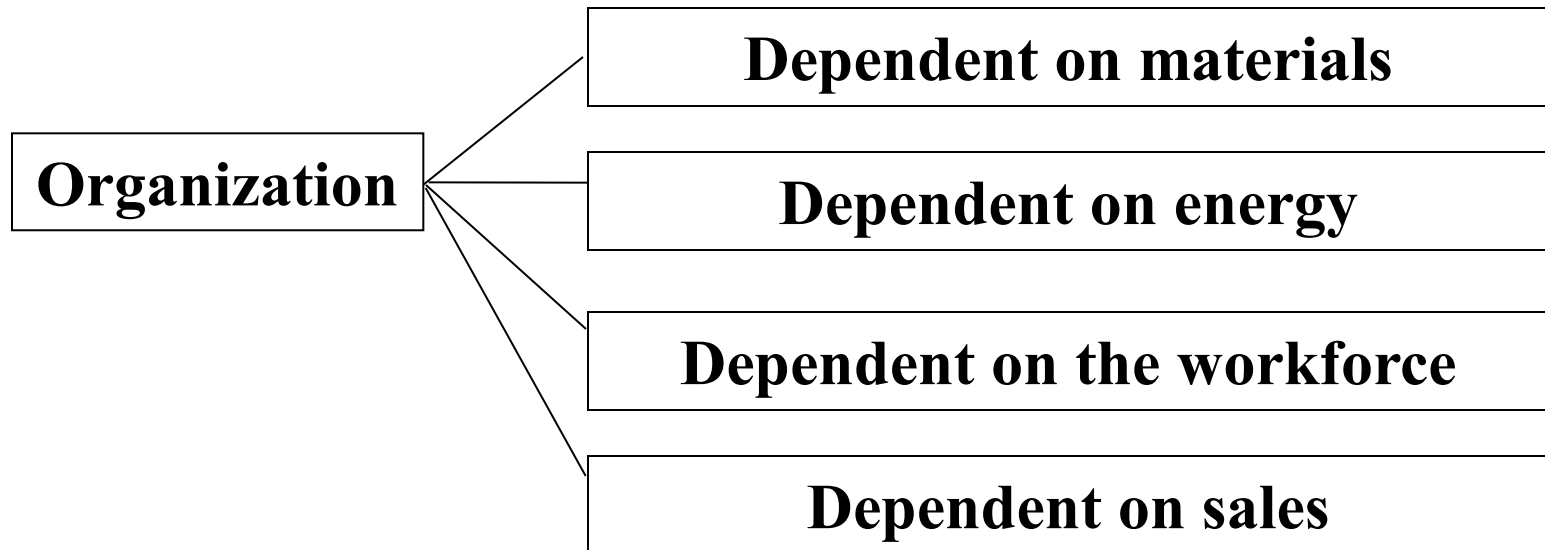 Organization
Dependent on materials
Dependent on energy
Dependent on the workforce
Dependent on sales